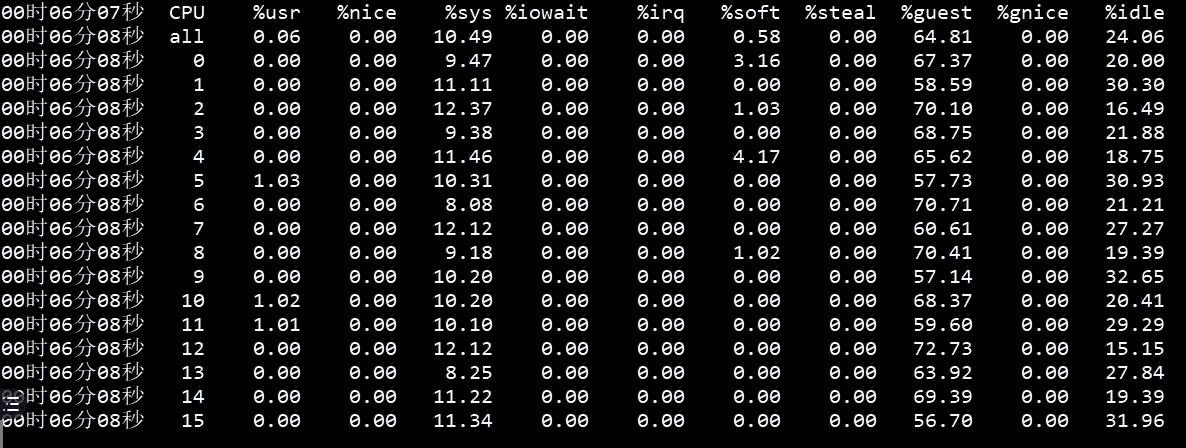 00时06分07秒 CPU %usr %nice %sys %iowait %irq %soft %steal %guest %gnice %idle
00时06分08秒 all 0.06 0.00 10.49 0.00 0.00 0.58 0.00 64.81 0.00 24.06
00时06分08秒 0 0.00 0.00 9.47 0.00 0.00 3.16 0.00 67.37 0.00 20.00
00时06分08秒 1 0.00 0.00 11.11 0.00 0.00 0.00 0.00 58.59 0.00 30.30
00时06分08秒 2 0.00 0.00 12.37 0.00 0.00 1.03 0.00 70.10 0.00 16.49
00时06分08秒 3 0.00 0.00 9.38 0.00 0.00 0.00 0.00 68.75 0.00 21.88
00时06分08秒 4 0.00 0.00 11.46 0.00 0.00 4.17 0.00 65.62 0.00 18.75
00时06分08秒 5 1.03 0.00 10.31 0.00 0.00 0.00 0.00 57.73 0.00 30.93
00时06分08秒 6 0.00 0.00 8.08 0.00 0.00 0.00 0.00 70.71 0.00 21.21
00时06分08秒 7 0.00 0.00 12.12 0.00 0.00 0.00 0.00 60.61 0.00 27.27
00时06分08秒 8 0.00 0.00 9.18 0.00 0.00 1.02 0.00 70.41 0.00 19.39
00时06分08秒 9 0.00 0.00 10.20 0.00 0.00 0.00 0.00 57.14 0.00 32.65
00时06分08秒 10 1.02 0.00 10.20 0.00 0.00 0.00 0.00 68.37 0.00 20.41
00时06分08秒 11 1.01 0.00 10.10 0.00 0.00 0.00 0.00 59.60 0.00 29.29
00时06分08秒 12 0.00 0.00 12.12 0.00 0.00 0.00 0.00 72.73 0.00 15.15
00时06分08秒 13 0.00 0.00 8.25 0.00 0.00 0.00 0.00 63.92 0.00 27.84
00时06分08秒 14 0.00 0.00 11.22 0.00 0.00 0.00 0.00 69.39 0.00 19.39
00时06分08秒 15 0.00 0.00 11.34 0.00 0.00 0.00 0.00 56.70 0.00 31.96